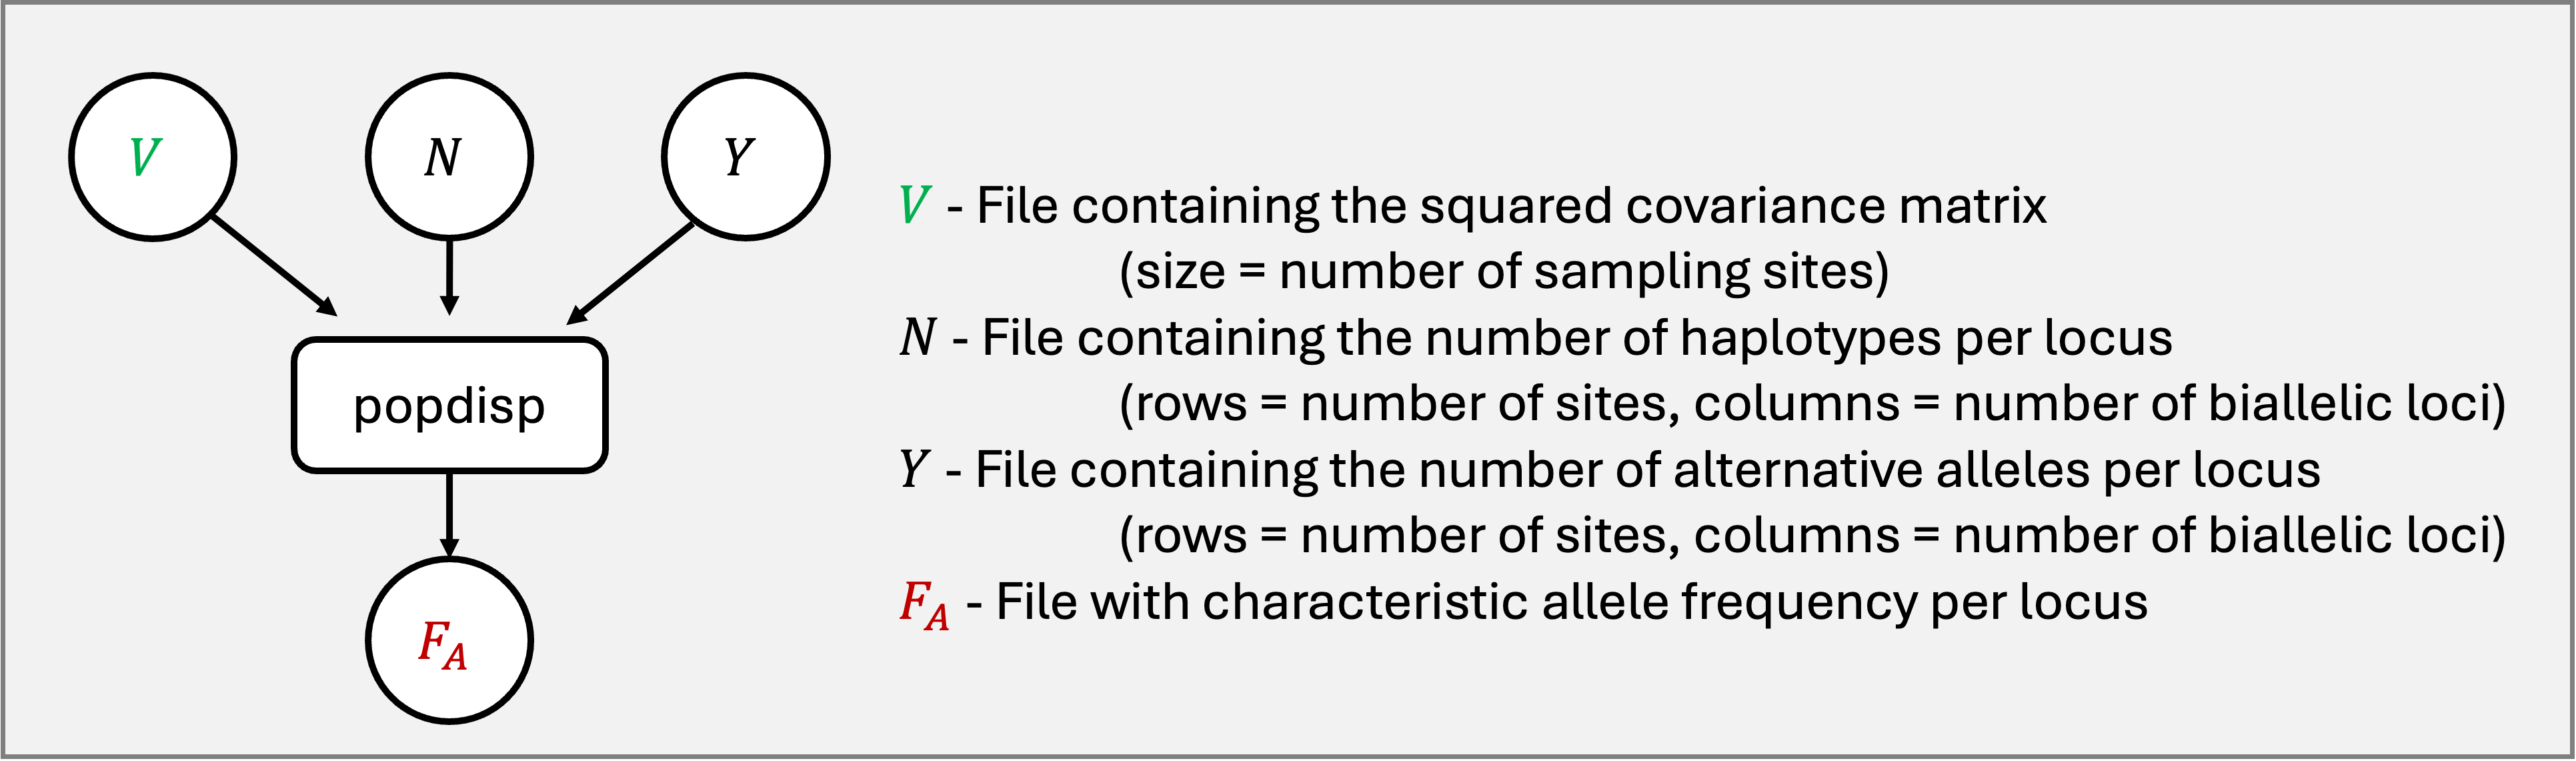 V
N
Y
popdisp
F_A
V - File containing the squared covariance matrix
(size = number of sampling sites)
N - File containing the number of haplotypes per locus
(rows = number of sites, columns = number of biallelic loci)
Y - File containing the number of alternative alleles per locus
(rows = number of sites, columns = number of biallelic loci)
F_A - File with characteristic allele frequency per locus